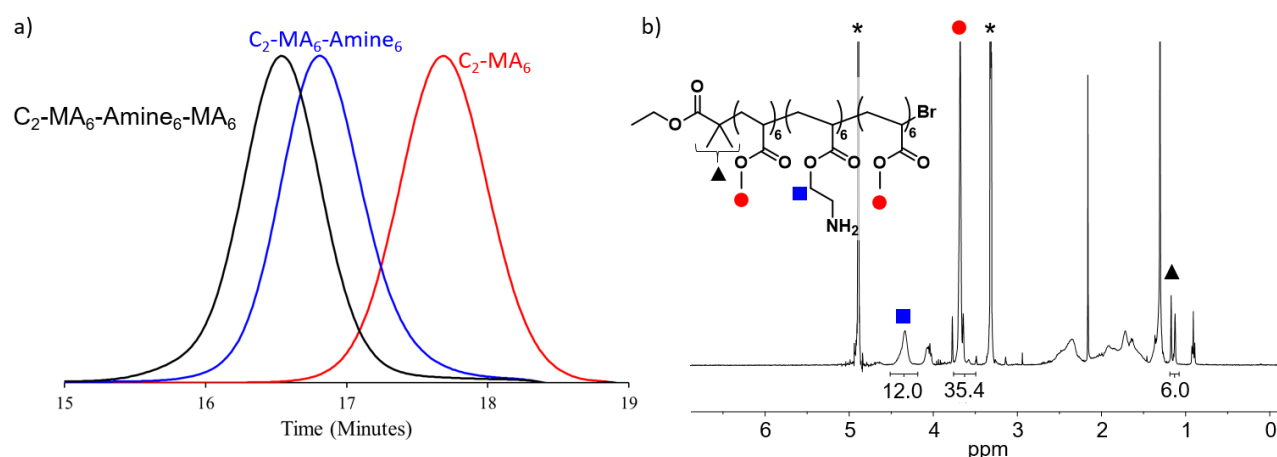 a)
C₂-MA₆-Amine₆
C₂-MA₆
C₂-MA₆-Amine₆-MA₆
15 16 17 18 19
Time (Minutes)
b)
* *
O Br
O 6 6 6
O O O O O O
NH₂
12.0 35.4 6.0
6 5 4 3 2 1 0
ppm